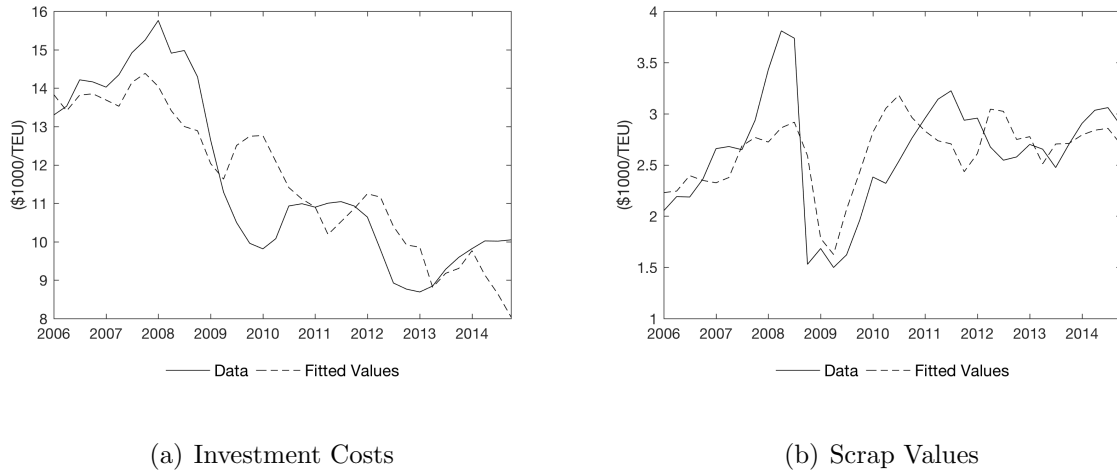 16
15
14
13
12
11
10
9
8
($1000/TEU)
2006 2007 2008 2009 2010 2011 2012 2013 2014
Data Fitted Values
(a) Investment Costs
4
3.5
3
2.5
2
1.5
1
($1000/TEU)
2006 2007 2008 2009 2010 2011 2012 2013 2014
Data Fitted Values
(b) Scrap Values